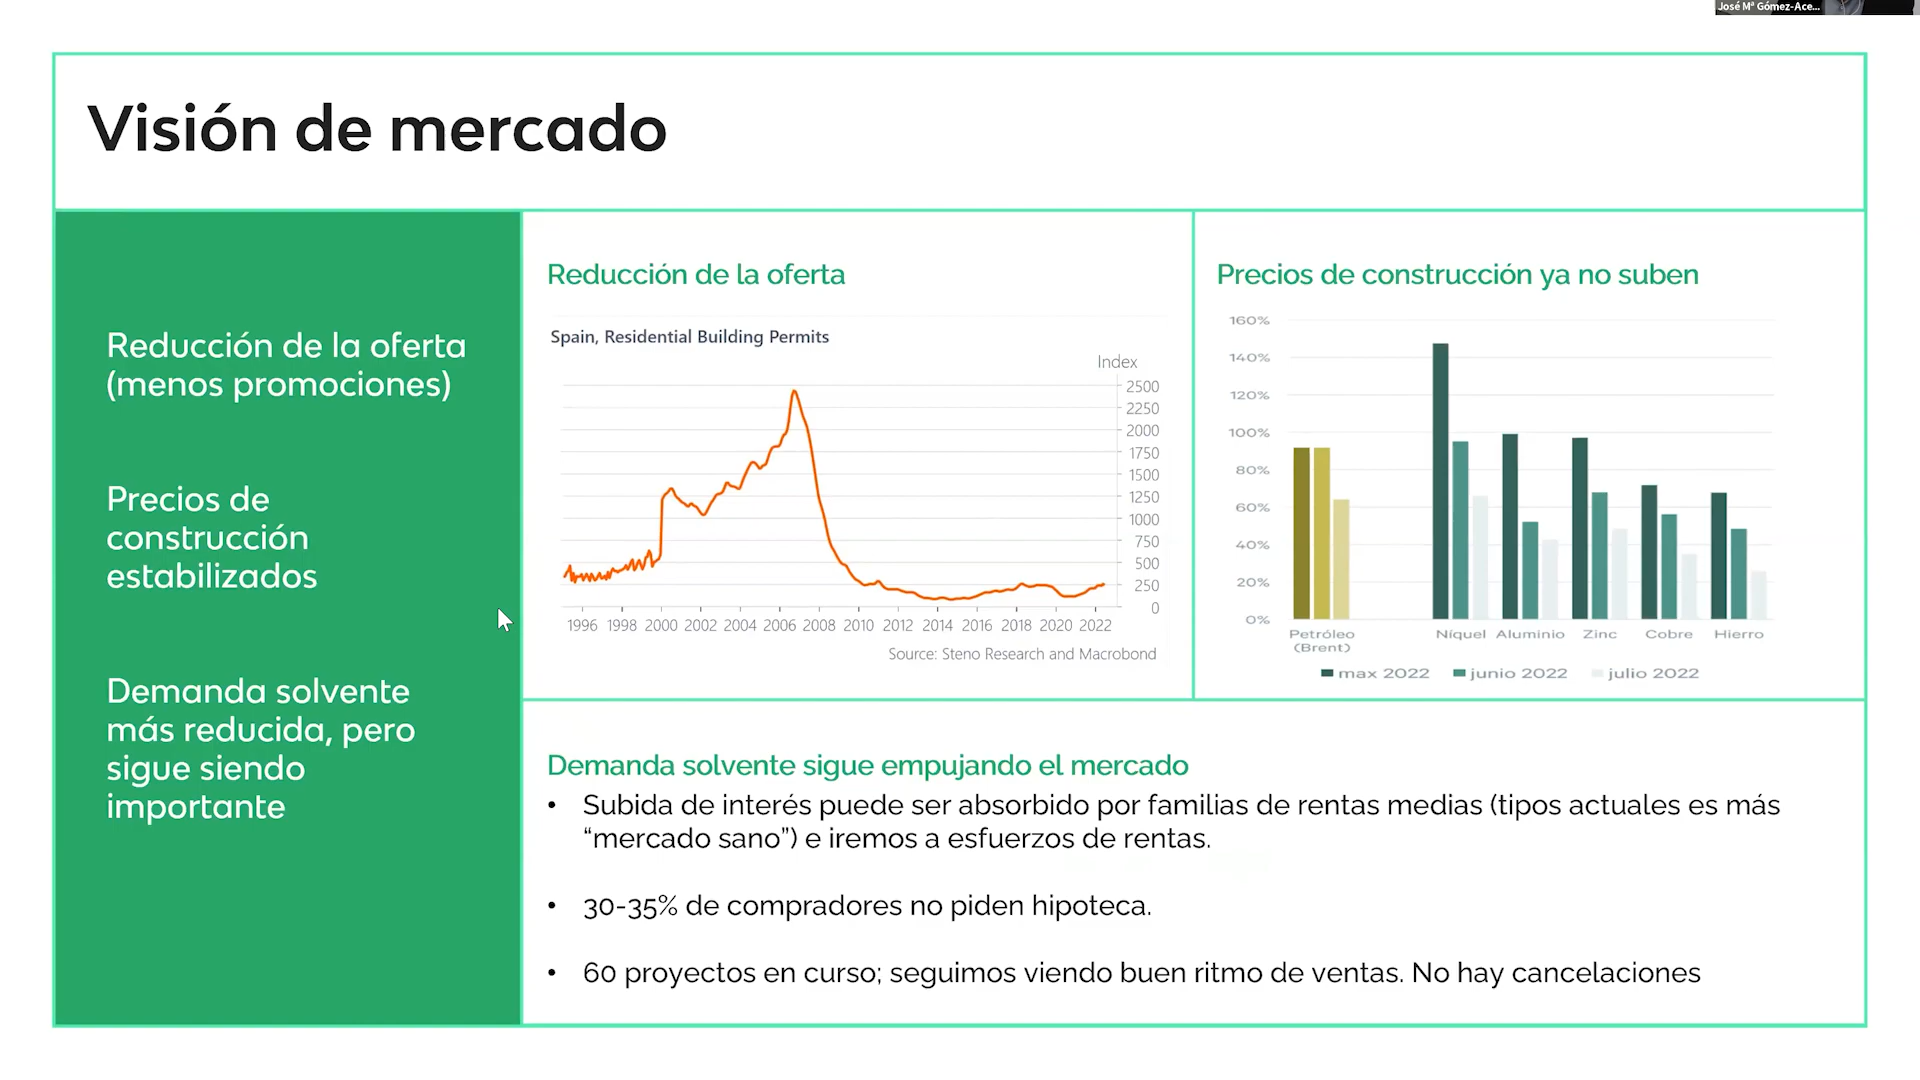 José Mª Gómez-Ace...
Visión de mercado
Reducción de la oferta
(menos promociones)
Precios de
construcción
estabilizados
Demanda solvente
más reducida, pero
sigue siendo
importante
Reducción de la oferta
Spain, Residential Building Permits
Index
2500
2250
2000
1750
1500
1250
1000
750
500
250
0
1996 1998 2000 2002 2004 2006 2008 2010 2012 2014 2016 2018 2020 2022
Source: Steno Research and Macrobond
Precios de construcción ya no suben
160%
140%
120%
100%
80%
60%
40%
20%
0%
Petróleo
(Brent)
Níquel Aluminio Zinc Cobre Hierro
max 2022 junio 2022 julio 2022
Demanda solvente sigue empujando el mercado
• Subida de interés puede ser absorbido por familias de rentas medias (tipos actuales es más
“mercado sano”) e iremos a esfuerzos de rentas.
• 30-35% de compradores no piden hipoteca.
• 60 proyectos en curso; seguimos viendo buen ritmo de ventas. No hay cancelaciones